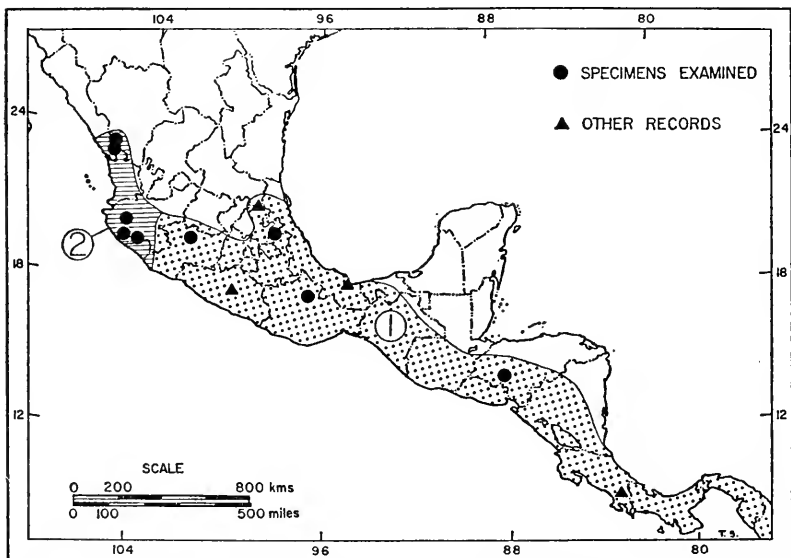 104 96 88 80
● SPECIMENS EXAMINED
24 24
▲ OTHER RECORDS
②
18 18
①
12 12
SCALE
0 200 800 kms
0 100 500 miles
T. S.
104 96 88 80